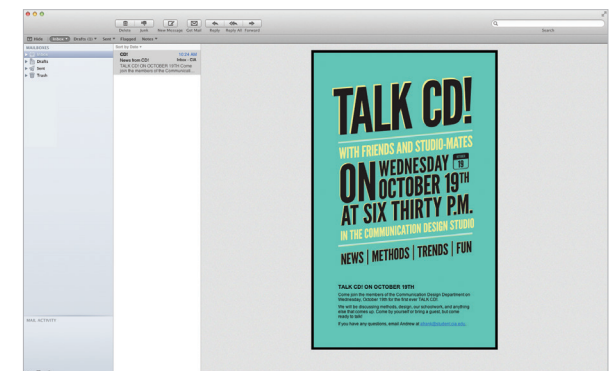 Delete
Junk
New Message
Get Mail
Reply
Reply All
Forward
Search
Hide
Inbox
Drafts (1)
Sent
Flagged
Notes
MAILBOXES
Inbox
Drafts
Sent
Trash
MAIL ACTIVITY
Sort by Date
CD!
10:24 AM
News from CD!
Inbox - CIA
TALK CD! ON OCTOBER 19TH Come
join the members of the Communicati...
TALK CD!
WITH FRIENDS AND STUDIO-MATES
ON WEDNESDAY
19
OCTOBER 19TH
AT SIX THIRTY P.M.
IN THE COMMUNICATION DESIGN STUDIO
NEWS | METHODS | TRENDS | FUN
TALK CD! ON OCTOBER 19TH
Come join the members of the Communication Design Department on
Wednesday, October 19th for the first ever TALK CD!
We will be discussing methods, design, our schoolwork, and anything
else that comes up. Come by yourself or bring a guest, but come
ready to talk!
If you have any questions, email Andrew at